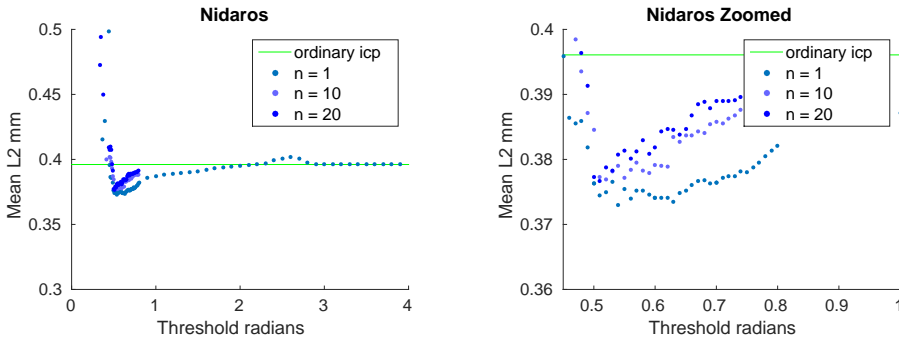 Nidaros
0.5
0.45
0.4
0.35
0.3
Mean L2 mm
0 1 2 3 4
Threshold radians
ordinary icp
n = 1
n = 10
n = 20
Nidaros Zoomed
0.4
0.39
0.38
0.37
0.36
Mean L2 mm
0.5 0.6 0.7 0.8 0.9 1
Threshold radians
ordinary icp
n = 1
n = 10
n = 20